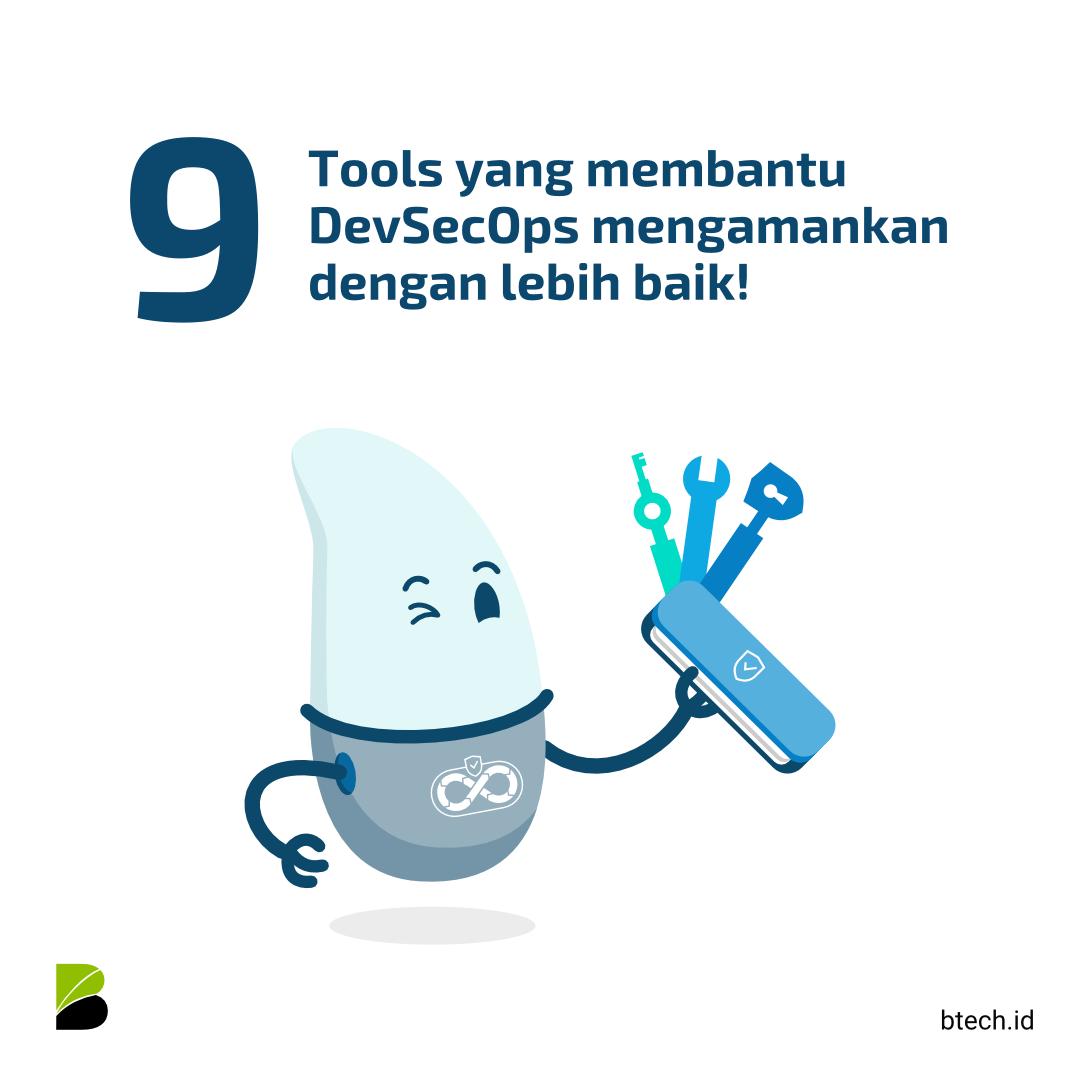 9
Tools yang membantu
DevSecOps mengamankan
dengan lebih baik!
btech.id